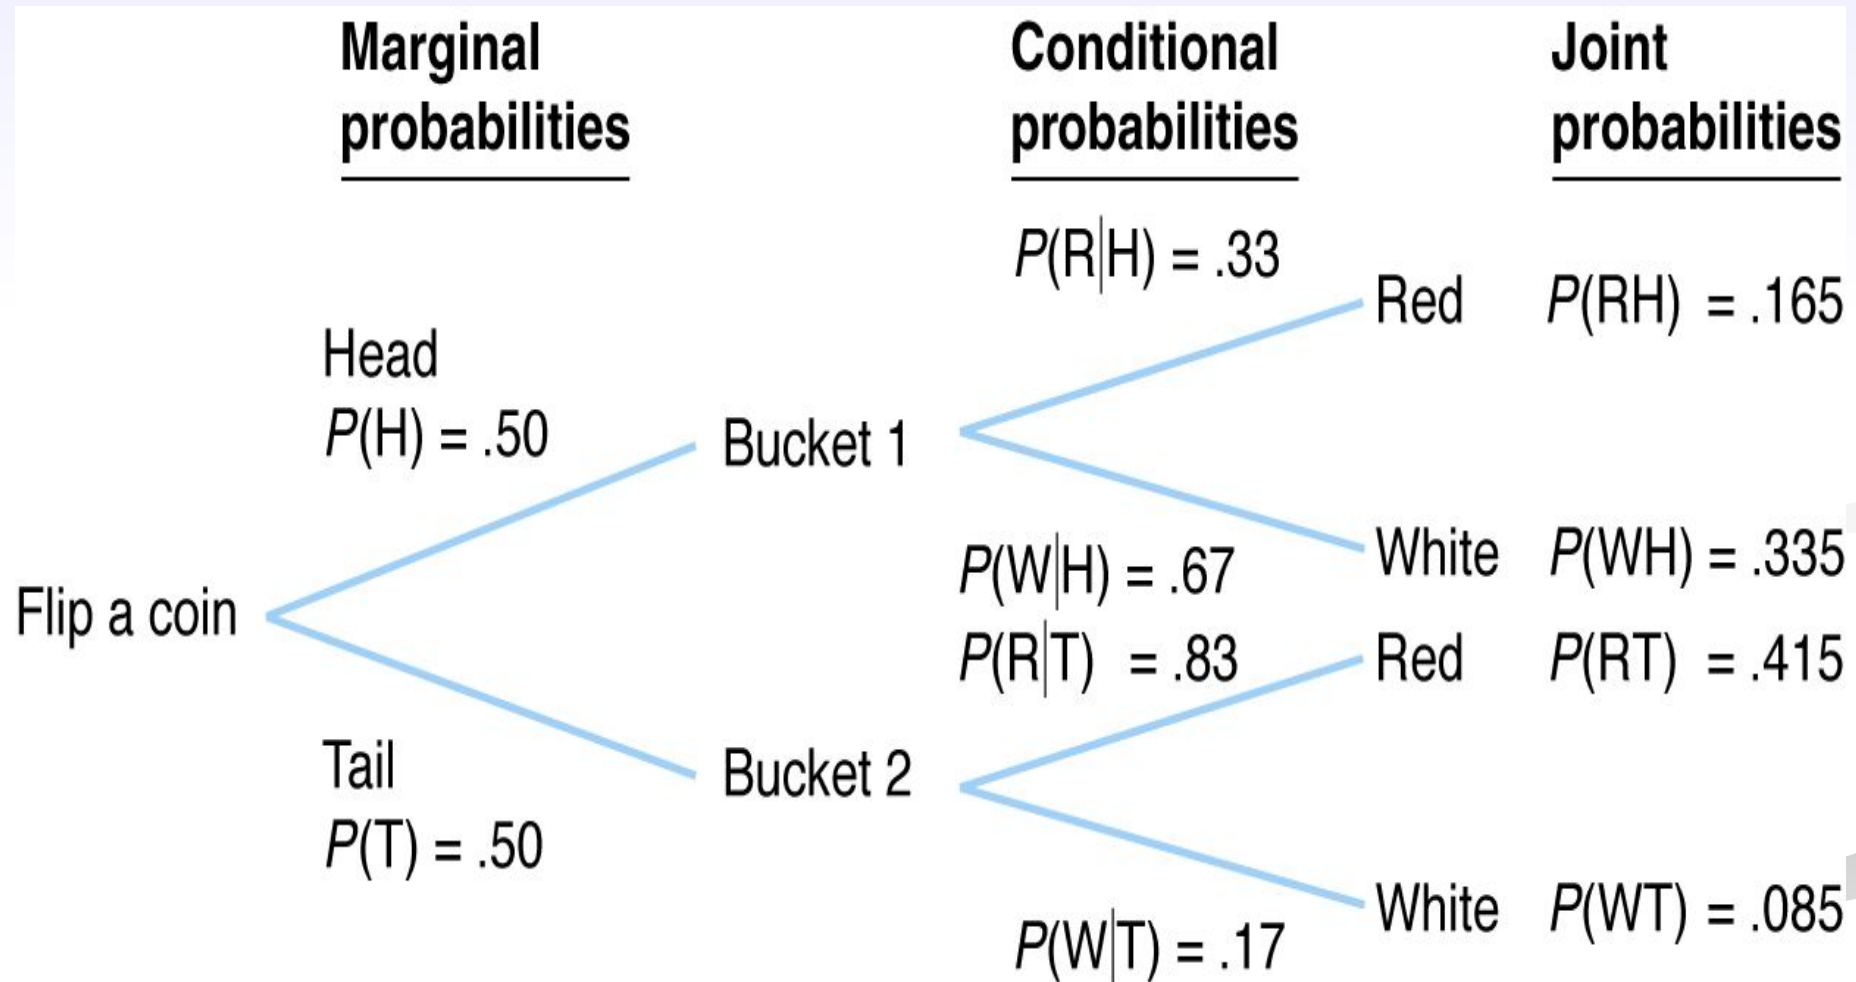 Marginal
probabilities
Conditional
probabilities
Joint
probabilities
P(R|H) = .33
Red P(RH) = .165
Head
P(H) = .50
Bucket 1
White P(WH) = .335
P(W|H) = .67
Flip a coin
P(R|T) = .83
Red P(RT) = .415
Tail
P(T) = .50
Bucket 2
White P(WT) = .085
P(W|T) = .17